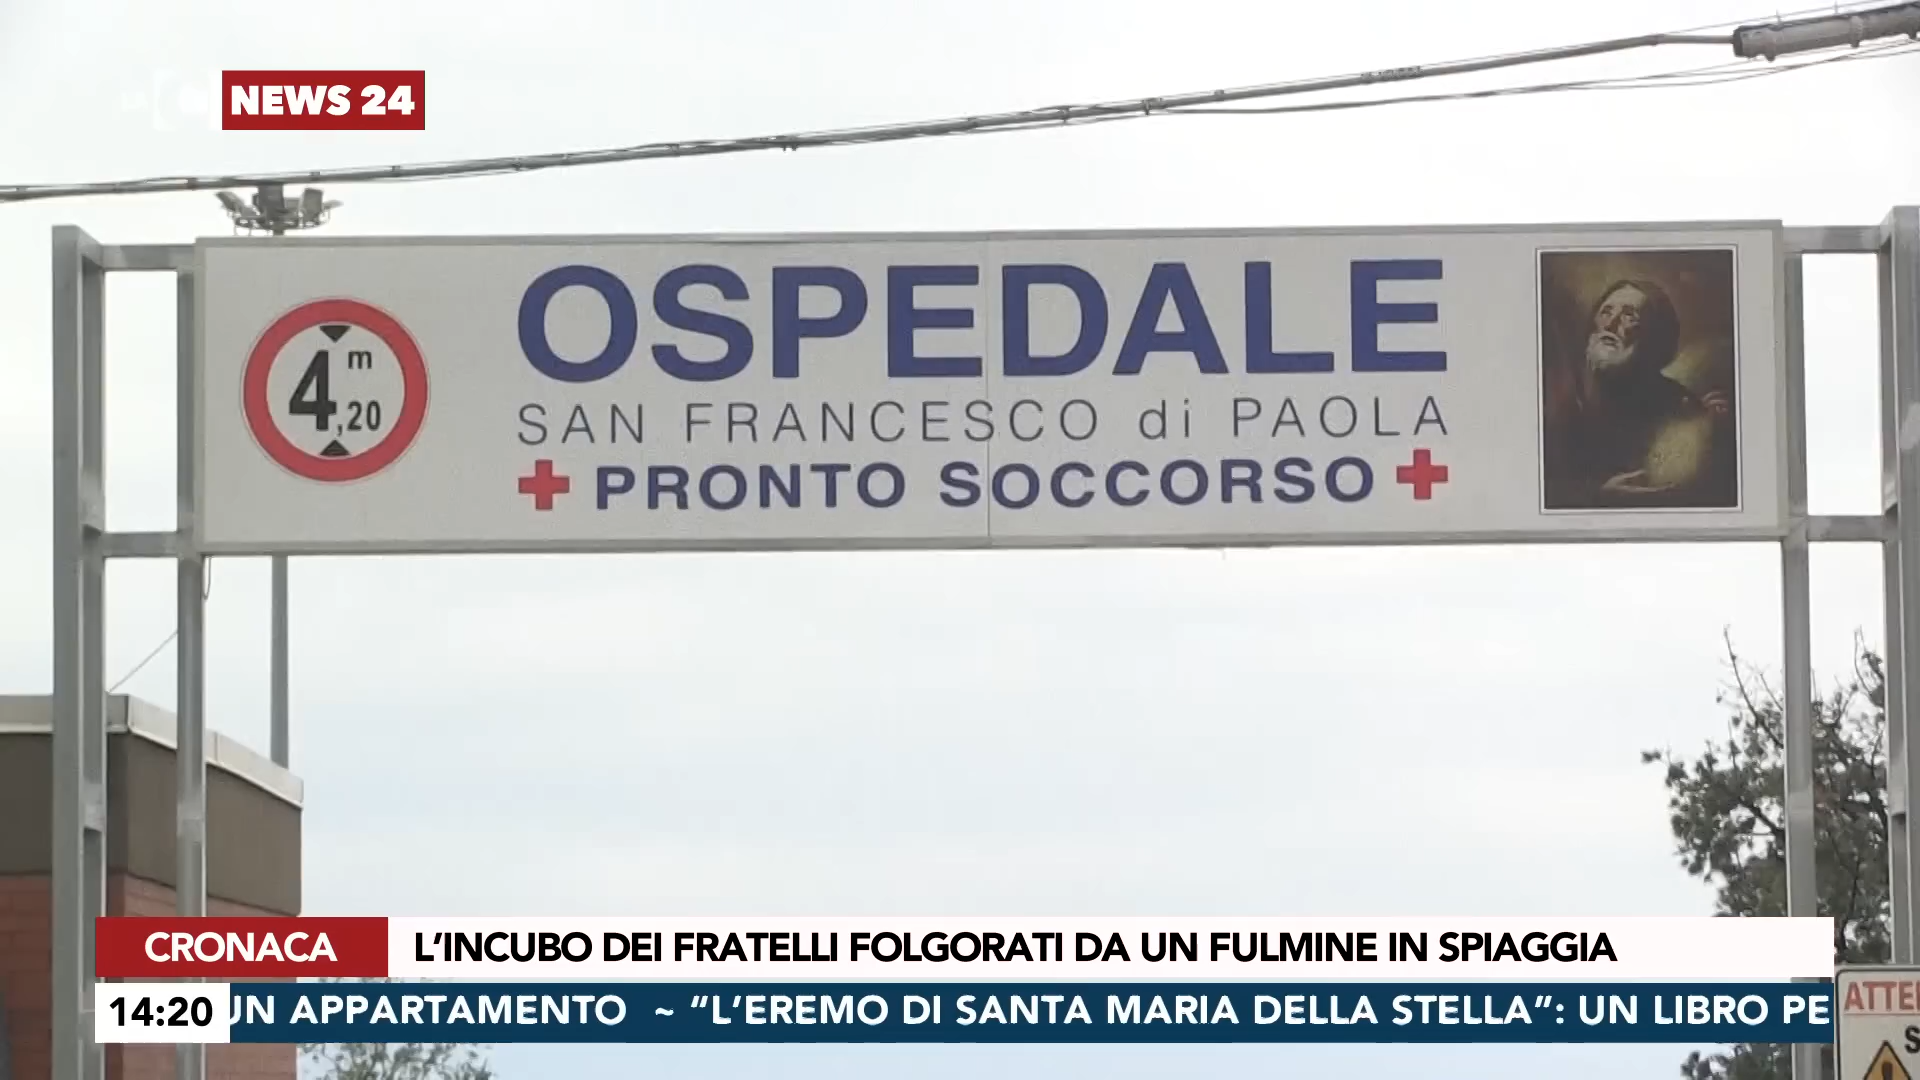 NEWS 24
OSPEDALE
4,20 m
SAN FRANCESCO di PAOLA
PRONTO SOCCORSO
CRONACA
L'INCUBO DEI FRATELLI FOLGORATI DA UN FULMINE IN SPIAGGIA
14:20
UN APPARTAMENTO ~ “L'EREMO DI SANTA MARIA DELLA STELLA”: UN LIBRO PE
ATTE
S